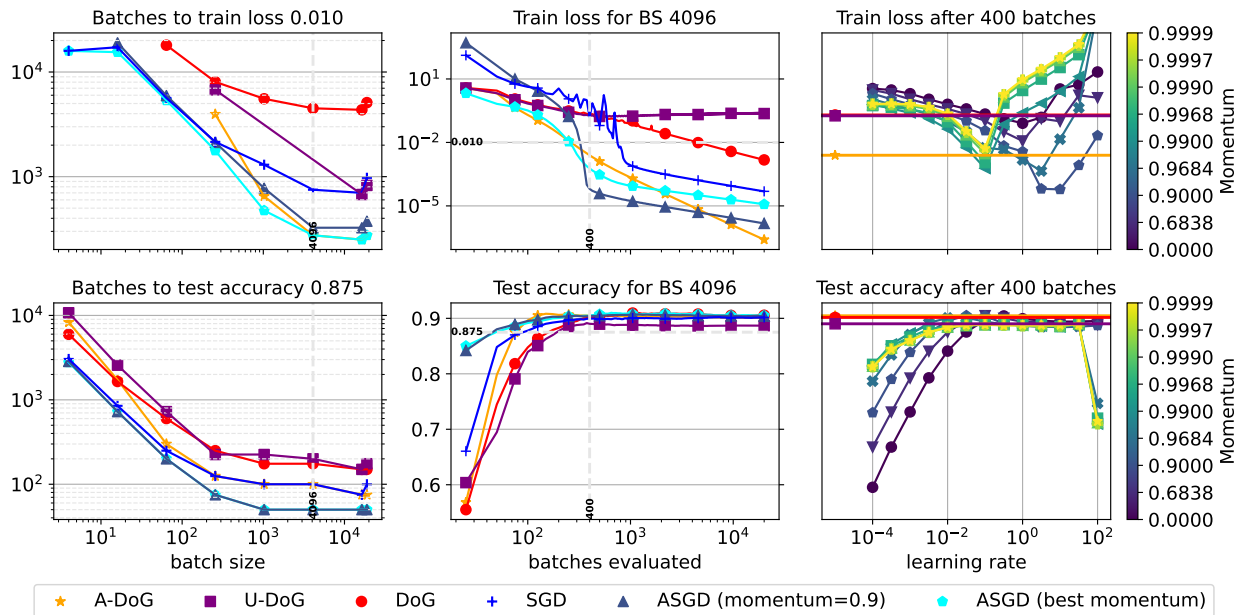 Batches to train loss 0.010
Train loss for BS 4096
Train loss after 400 batches
10⁴
10³
4096
10¹
10⁻²
10⁻⁵
0.010
400
0.9999
0.9997
0.9990
0.9968
0.9900
0.9684
0.9000
0.6838
0.0000
Momentum
Batches to test accuracy 0.875
Test accuracy for BS 4096
Test accuracy after 400 batches
10⁴
10³
10²
4096
0.9
0.8
0.7
0.6
0.875
400
0.9999
0.9997
0.9990
0.9968
0.9900
0.9684
0.9000
0.6838
0.0000
Momentum
10¹ 10² 10³ 10⁴
10² 10³ 10⁴
10⁻⁴ 10⁻² 10⁰ 10²
batch size
batches evaluated
learning rate
A-DoG U-DoG DoG SGD ASGD (momentum=0.9) ASGD (best momentum)